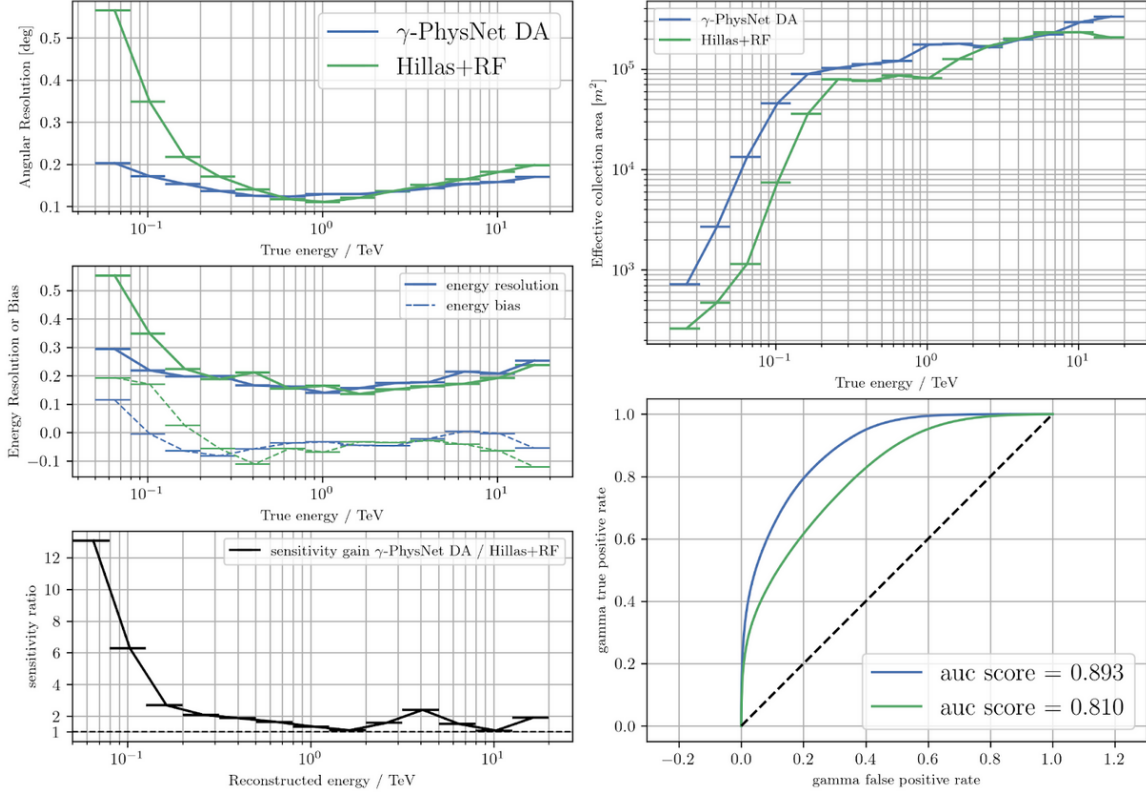 Angular Resolution [deg]
0.5
0.4
0.3
0.2
0.1
γ-PhysNet DA
Hillas+RF
10⁻¹
10⁰
10¹
True energy / TeV
Energy Resolution or Bias
0.5
0.4
0.3
0.2
0.1
0.0
−0.1
energy resolution
energy bias
10⁻¹
10⁰
10¹
True energy / TeV
sensitivity ratio
12
10
8
6
4
2
1
sensitivity gain γ-PhysNet DA / Hillas+RF
10⁻¹
10⁰
10¹
Reconstructed energy / TeV
Effective collection area [m²]
10⁵
10⁴
10³
γ-PhysNet DA
Hillas+RF
10⁻¹
10⁰
10¹
True energy / TeV
gamma true positive rate
1.0
0.8
0.6
0.4
0.2
0.0
auc score = 0.893
auc score = 0.810
−0.2
0.0
0.2
0.4
0.6
0.8
1.0
1.2
gamma false positive rate